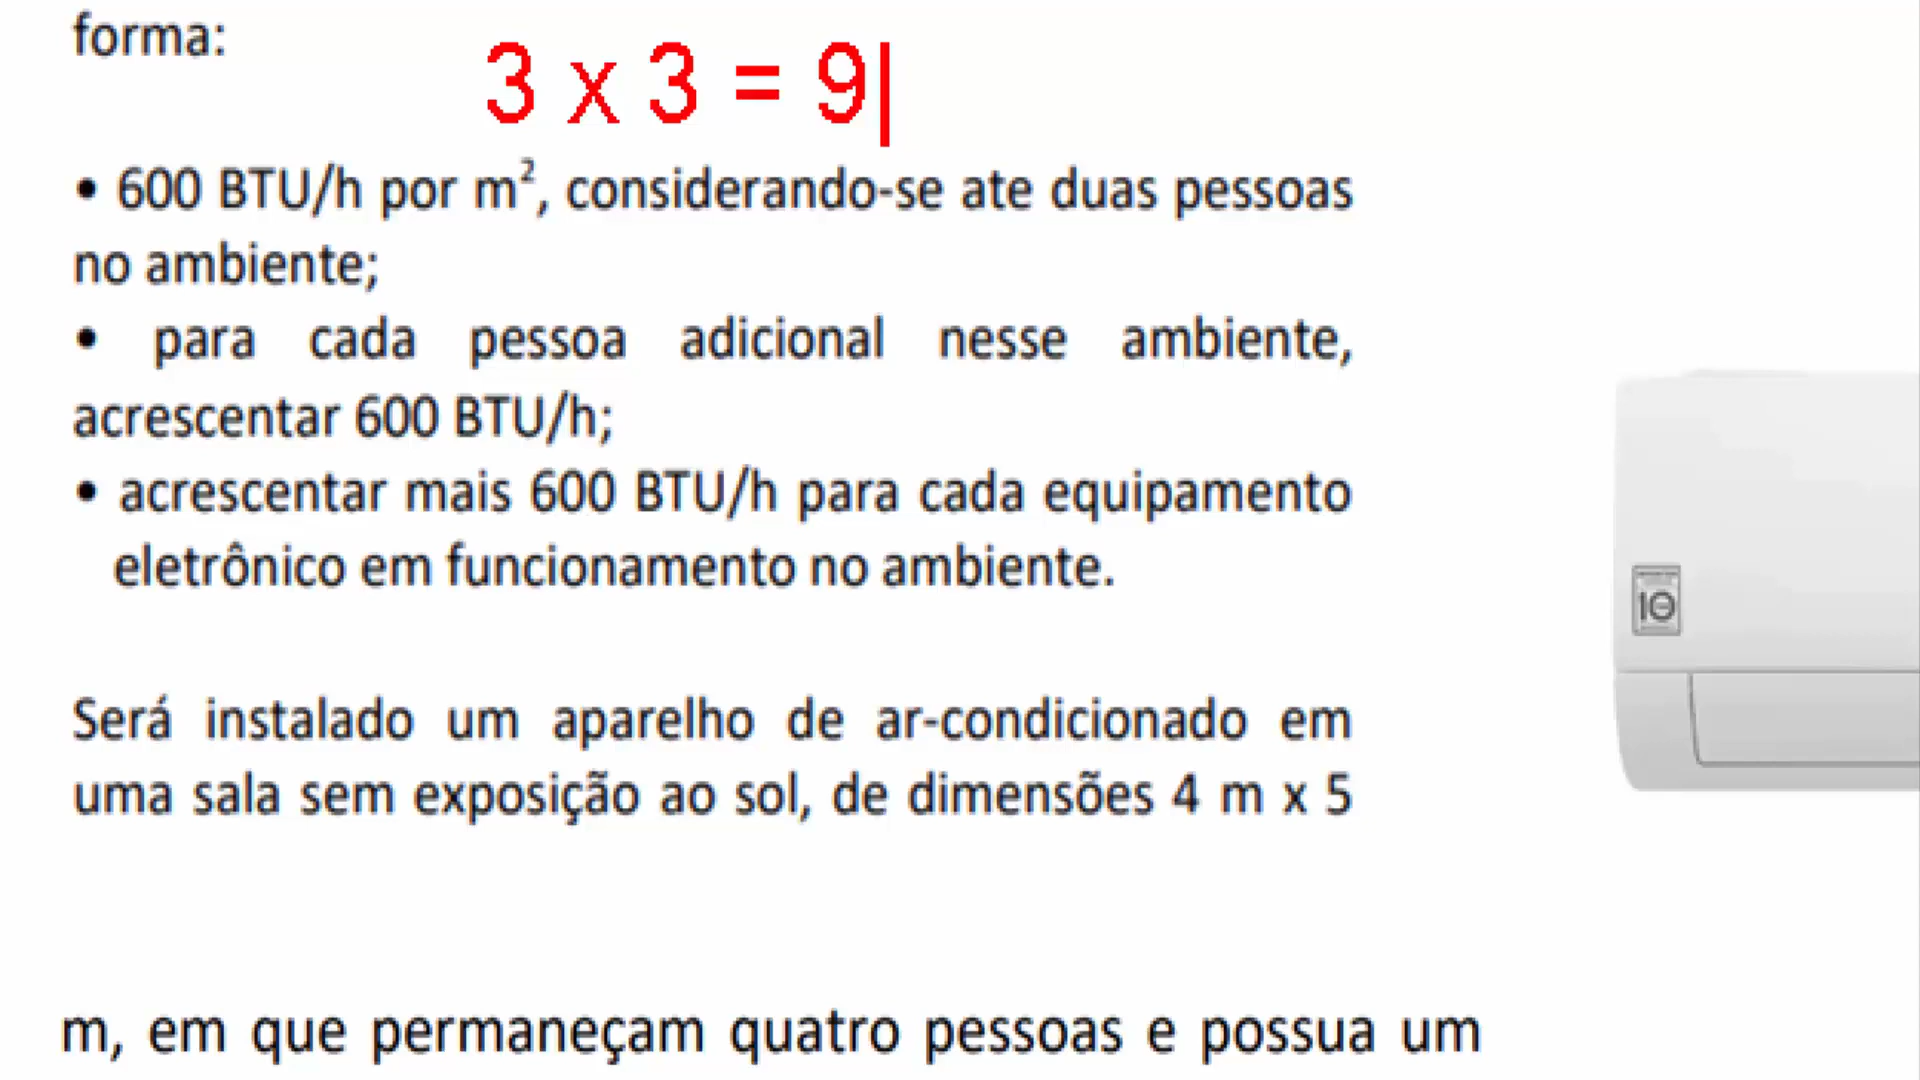 forma:
3 x 3 = 9
• 600 BTU/h por m², considerando-se ate duas pessoas
no ambiente;
• para cada pessoa adicional nesse ambiente,
acrescentar 600 BTU/h;
• acrescentar mais 600 BTU/h para cada equipamento
eletrônico em funcionamento no ambiente.
10
Será instalado um aparelho de ar-condicionado em
uma sala sem exposição ao sol, de dimensões 4 m x 5
m, em que permaneçam quatro pessoas e possua um